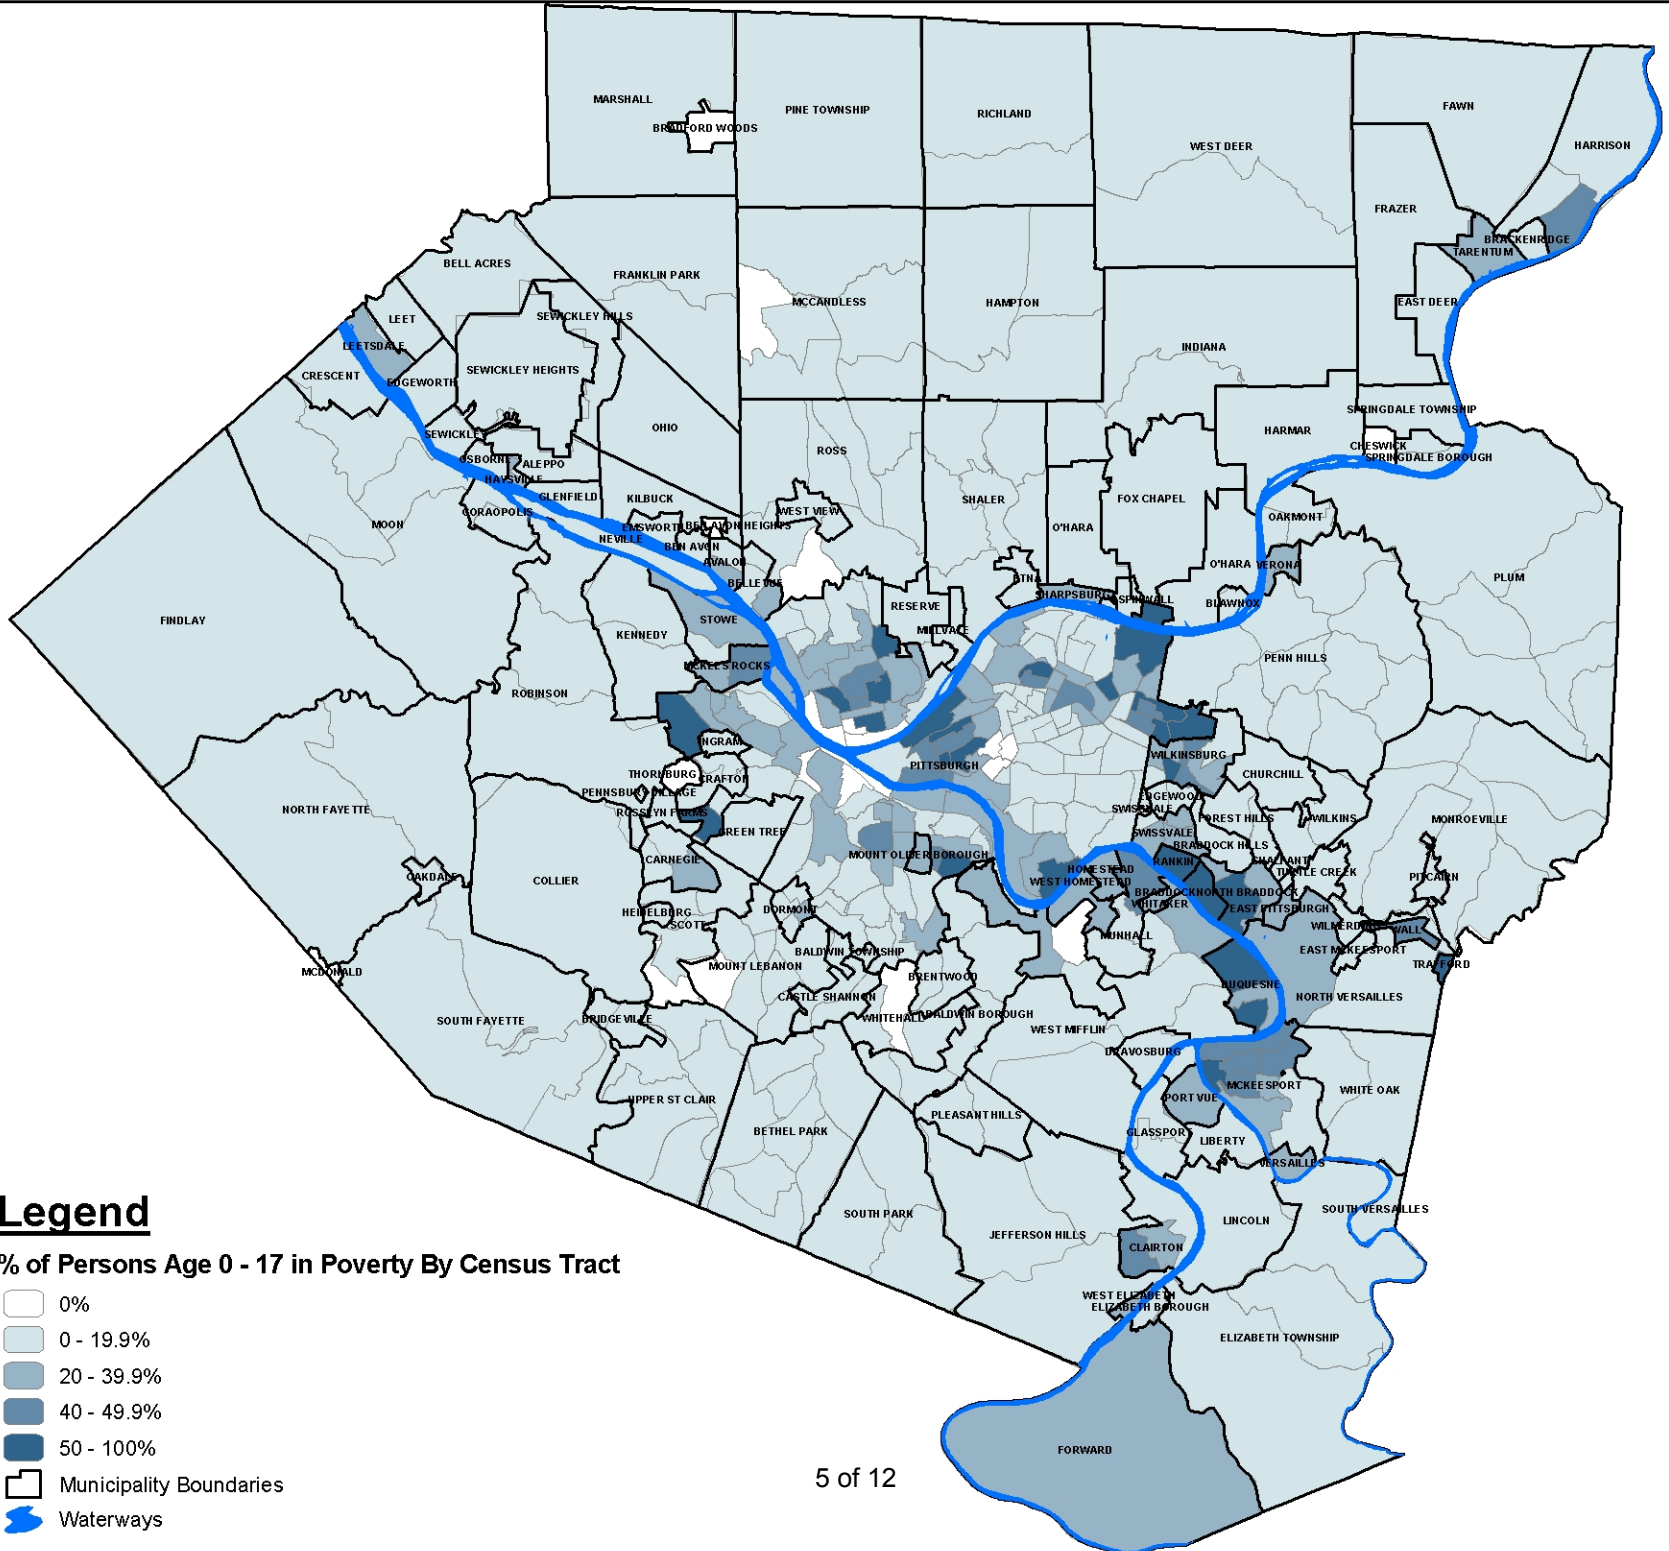 MARSHALL
BRADFORD WOODS
PINE TOWNSHIP
RICHLAND
WEST DEER
FAWN
HARRISON
FRAZER
BRACKENRIDGE
TARENTUM
EAST DEER
BELL ACRES
FRANKLIN PARK
MCCANDLESS
HAMPTON
INDIANA
LEET
SEWICKLEY HILLS
LEETSDALE
CRESCENT
EDGEWORTH
SEWICKLEY HEIGHTS
SPRINGDALE TOWNSHIP
HARMAR
CHESWICK
SPRINGDALE BOROUGH
SEWICKLEY
OHIO
ROSS
OSBORNE
ALEPPO
HAYSVILLE
GLENFIELD
KILBUCK
SHALER
FOX CHAPEL
CORAOPOLIS
MOON
WEST VIEW
EMSWORTH
BEN AVON HEIGHTS
NEVILLE
BEN AVON
O'HARA
OAKMONT
AVALON
BELLEVUE
ETNA
O'HARA
VERONA
PLUM
SHARPSBURG
BLAWNOX
RESERVE
FINDLAY
STOWE
KENNEDY
MILLVALE
PENN HILLS
MCKEES ROCKS
ROBINSON
INGRAM
WILKINSBURG
PITTSBURGH
THORNBURG
CRAFTON
CHURCHILL
PENNSBURY VILLAGE
EDGEWOOD
NORTH FAYETTE
ROSSLYN FARMS
GREEN TREE
SWISSVALE
FOREST HILLS
WILKINS
MONROEVILLE
SWISSVALE
BRADDOCK HILLS
CARNEGIE
MOUNT OLIVER BOROUGH
RANKIN
CHALFANT
HOMESTEAD
TURTLE CREEK
OAKDALE
COLLIER
WEST HOMESTEAD
PITCAIRN
BRADDOCK
NORTH BRADDOCK
WHITAKER
EAST PITTSBURGH
HEIDELBERG
DORMONT
SCOTT
WILMERDING
WALL
MUNHALL
BALDWIN TOWNSHIP
EAST MCKEESPORT
MCDONALD
MOUNT LEBANON
TRAFFORD
BRENTWOOD
DUQUESNE
CASTLE SHANNON
NORTH VERSAILLES
SOUTH FAYETTE
BRIDGEVILLE
WHITEHALL
BALDWIN BOROUGH
WEST MIFFLIN
DRAVOSBURG
MCKEESPORT
WHITE OAK
UPPER ST CLAIR
PORT VUE
PLEASANT HILLS
BETHEL PARK
GLASSPORT
LIBERTY
VERSAILLES
SOUTH PARK
SOUTH VERSAILLES
LINCOLN
JEFFERSON HILLS
CLAIRTON
WEST ELIZABETH
ELIZABETH BOROUGH
ELIZABETH TOWNSHIP
FORWARD
Legend
% of Persons Age 0 - 17 in Poverty By Census Tract
0%
0 - 19.9%
20 - 39.9%
40 - 49.9%
50 - 100%
Municipality Boundaries
Waterways
5 of 12